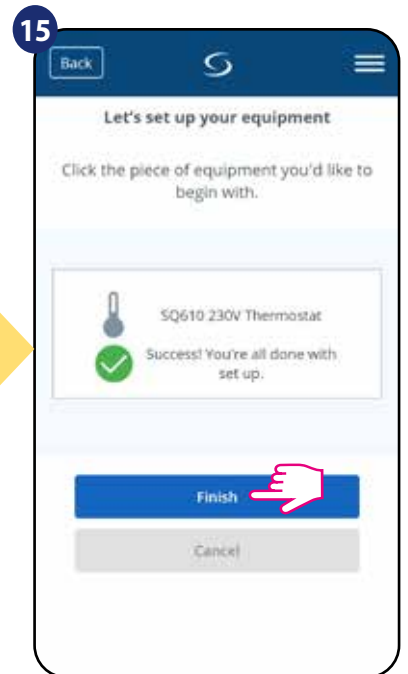 15
Back
Let's set up your equipment
Click the piece of equipment you'd like to
begin with.
SQ610 230V Thermostat
Success! You're all done with
set up.
Finish
Cancel